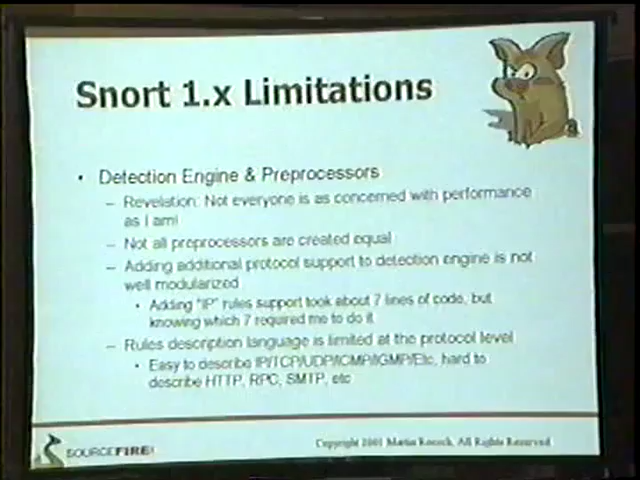 Snort 1.x Limitations
• Detection Engine & Preprocessors
– Revelation: Not everyone is as concerned with performance
as I am!
– Not all preprocessors are created equal
– Adding additional protocol support to detection engine is not
well modularized
• Adding "IP" rules support took about 7 lines of code, but
knowing which 7 required me to do it
– Rules description language is limited at the protocol level
• Easy to describe IP/TCP/UDP/ICMP/IGMP/Etc, hard to
describe HTTP, RPC, SMTP, etc
SOURCEFIRE
Copyright 2001 Martin Roesch, All Rights Reserved